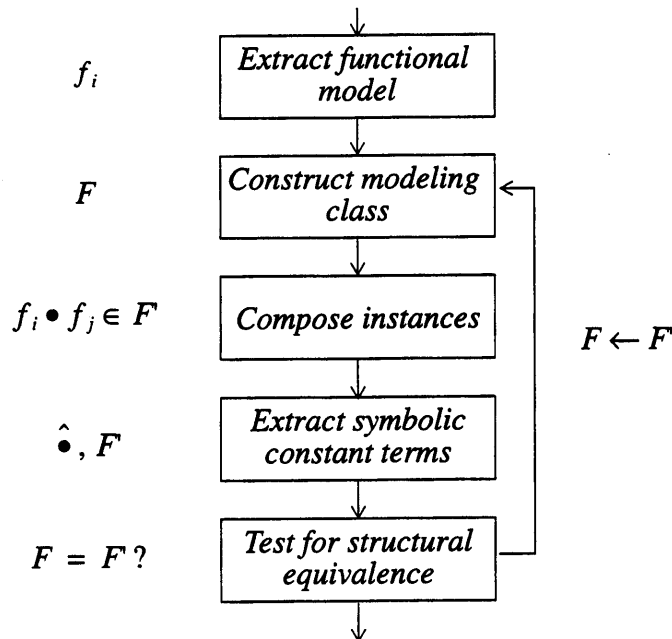 f_i
Extract functional
model
F
Construct modeling
class
f_i • f_j ∈ F'
Compose instances
F ← F'
•̂ , F'
Extract symbolic
constant terms
F = F' ?
Test for structural
equivalence